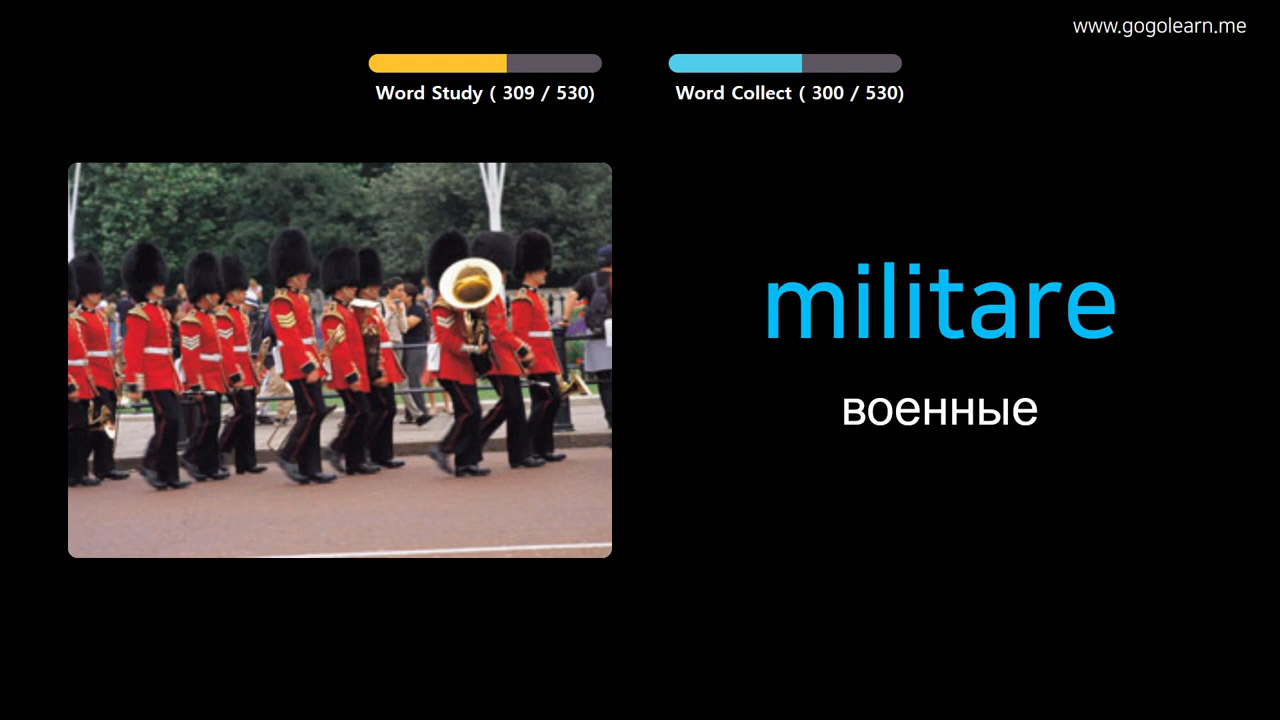 www.gogolearn.me
Word Study ( 309 / 530)
Word Collect ( 300 / 530)
militare
военные